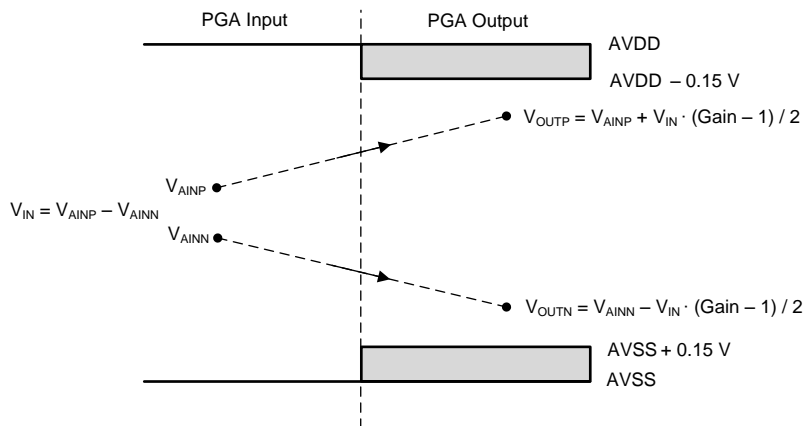 PGA Input
PGA Output
AVDD
AVDD – 0.15 V
V_OUTP = V_AINP + V_IN · (Gain – 1) / 2
V_AINP
V_IN = V_AINP – V_AINN
V_AINN
V_OUTN = V_AINN – V_IN · (Gain – 1) / 2
AVSS + 0.15 V
AVSS